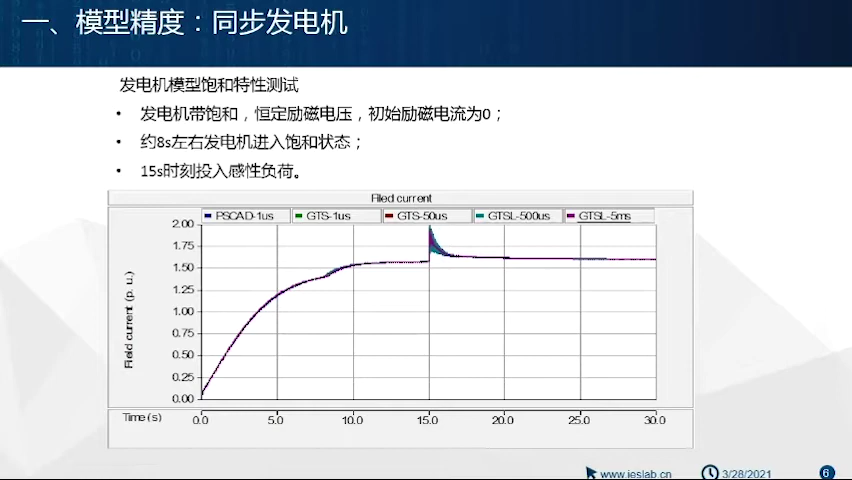 一、模型精度：同步发电机
发电机模型饱和特性测试
• 发电机带饱和，恒定励磁电压，初始励磁电流为0；
• 约8s左右发电机进入饱和状态；
• 15s时刻投入感性负荷。
Filed current
PSCAD-1us GTS-1us GTS-50us GTSL-500us GTSL-5ms
2.00
1.75
1.50
1.25
1.00
0.75
0.50
0.25
0.00
Field current (p. u.)
Time (s) 0.0 5.0 10.0 15.0 20.0 25.0 30.0
www.ieslab.cn 3/28/2021 6